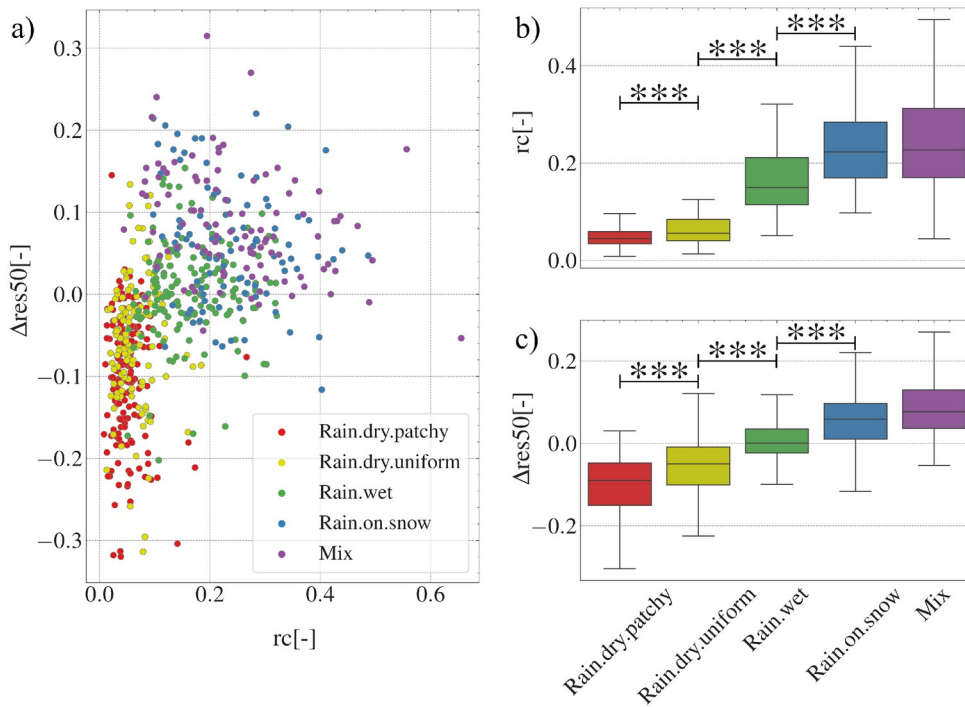 a)
0.3
0.2
0.1
0.0
−0.1
−0.2
−0.3
Δres50[-]
0.0
0.2
0.4
0.6
rc[-]
Rain.dry.patchy
Rain.dry.uniform
Rain.wet
Rain.on.snow
Mix
b)
***
***
***
0.4
0.2
0.0
rc[-]
c)
***
***
***
0.2
0.0
−0.2
Δres50[-]
Rain.dry.patchy
Rain.dry.uniform
Rain.wet
Rain.on.snow
Mix